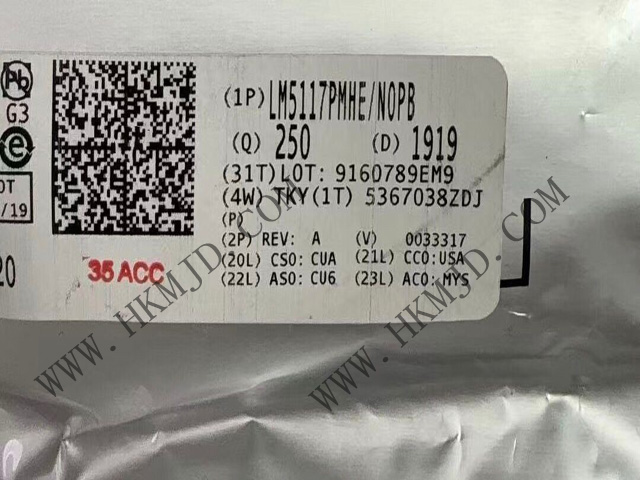 Pb
G3
e
OT
/19
20
35 ACC
(1P) LM5117PMHE/NOPB
(Q) 250 (D) 1919
(31T) LOT: 9160789EM9
(4W) TKY(1T) 5367038ZDJ
(P)
(2P) REV: A (V) 0033317
(20L) CSO: CUA (21L) CCO:USA
(22L) ASO: CU6 (23L) ACO: MYS
WWW.HKMJD.COM
WWW.HKMJD.COM